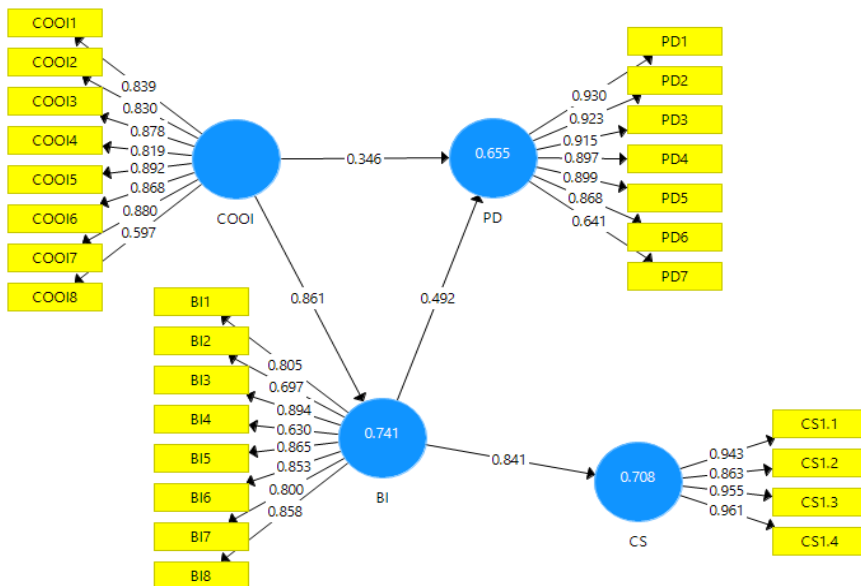 COOI1
COOI2
COOI3
COOI4
COOI5
COOI6
COOI7
COOI8
0.839
0.830
0.878
0.819
0.892
0.868
0.880
0.597
COOI
0.346
0.861
0.655
PD
0.930
0.923
0.915
0.897
0.899
0.868
0.641
PD1
PD2
PD3
PD4
PD5
PD6
PD7
0.492
BI1
BI2
BI3
BI4
BI5
BI6
BI7
BI8
0.805
0.697
0.894
0.630
0.865
0.853
0.800
0.858
0.741
BI
0.841
0.708
CS
0.943
0.863
0.955
0.961
CS1.1
CS1.2
CS1.3
CS1.4